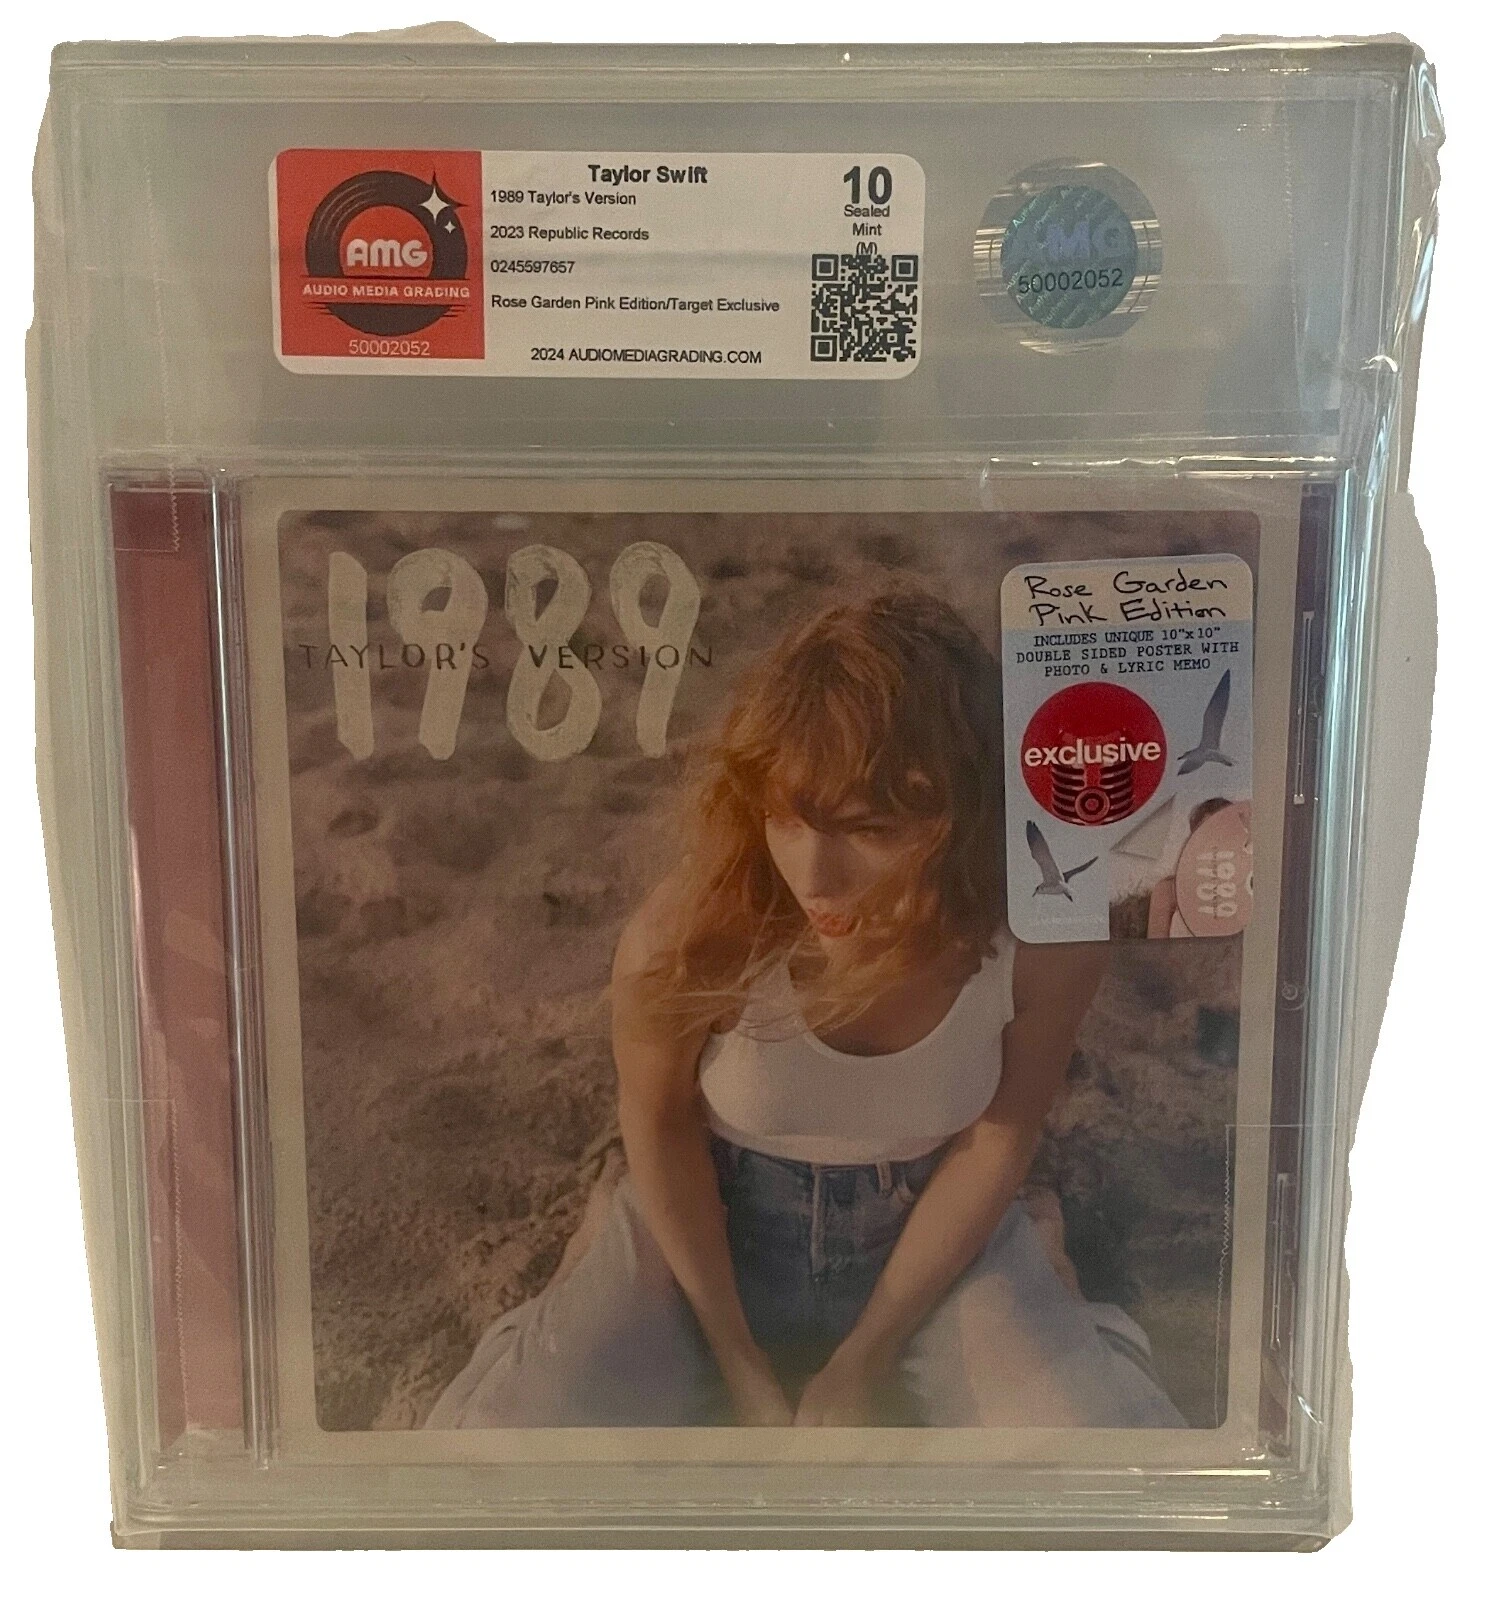 Taylor Swift
1989 Taylor's Version
2023 Republic Records
0245597657
Rose Garden Pink Edition/Target Exclusive
2024 AUDIOMEDIAGRADING.COM
10
Sealed
Mint
(M)
AMG
AUDIO MEDIA GRADING
50002052
AMG
50002052
1989
TAYLOR'S VERSION
Rose Garden
Pink Edition
INCLUDES UNIQUE 10"x10"
DOUBLE SIDED POSTER WITH
PHOTO & LYRIC MEMO
exclusive